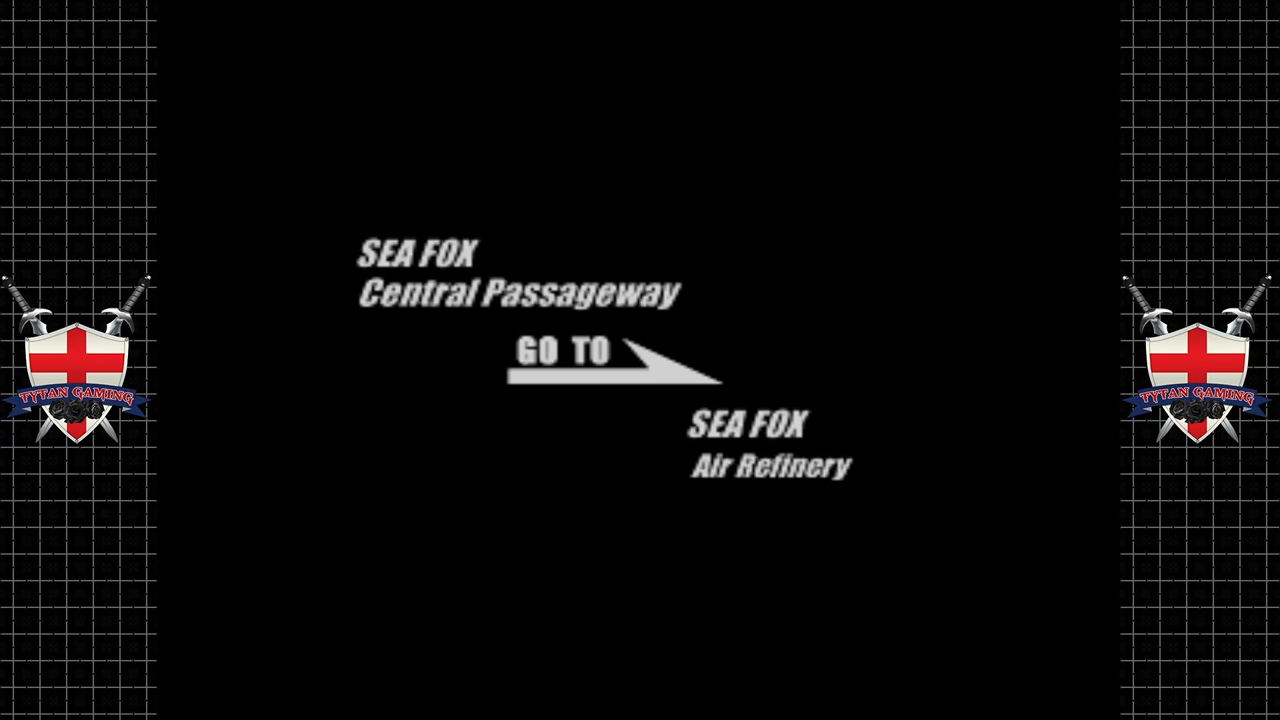 SEA FOX
Central Passageway
GO TO
SEA FOX
Air Refinery
TYTAN GAMING
TYTAN GAMING